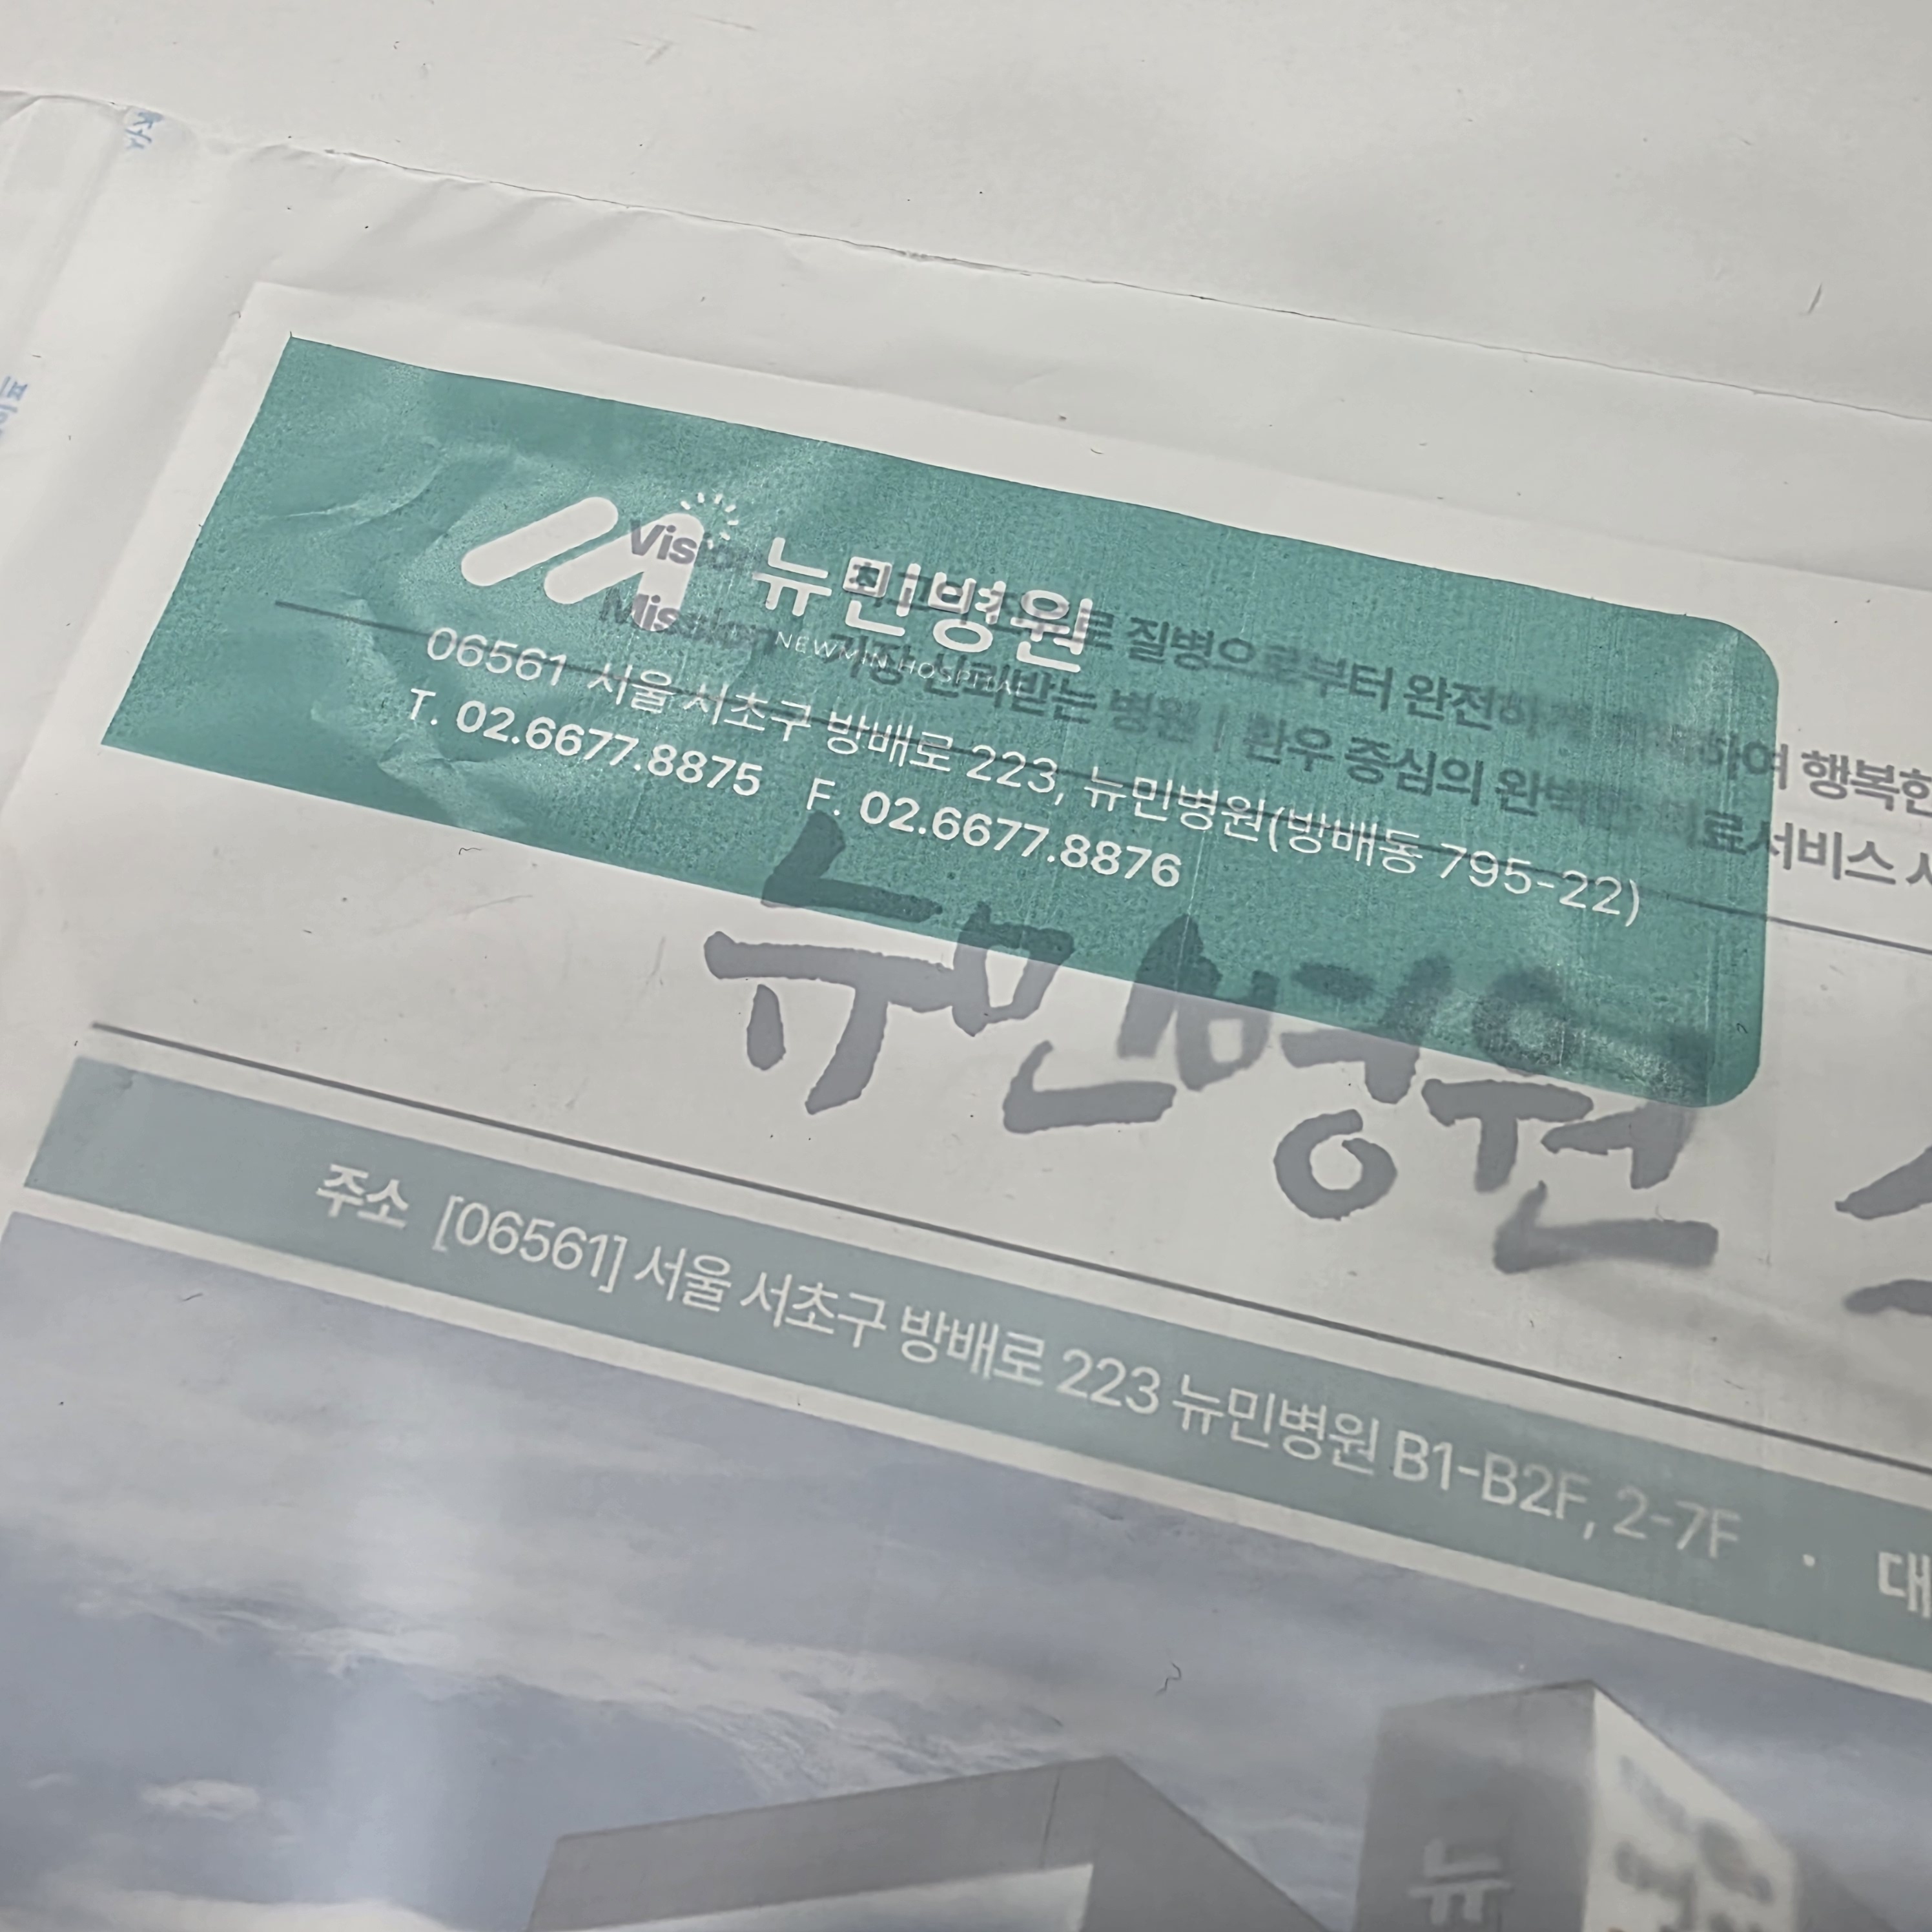 뉴민병원
NEWMIN HOSPITAL
06561 서울 서초구 방배로 223, 뉴민병원(방배동 795-22)
T. 02.6677.8875 F. 02.6677.8876
Vision 질병으로부터 완전하 하여 행복한
Mission 가장 신뢰받는 병원 | 환우 중심의 완벽한 의료서비스
뉴민병원
주소 [06561] 서울 서초구 방배로 223 뉴민병원 B1-B2F, 2-7F · 대
뉴